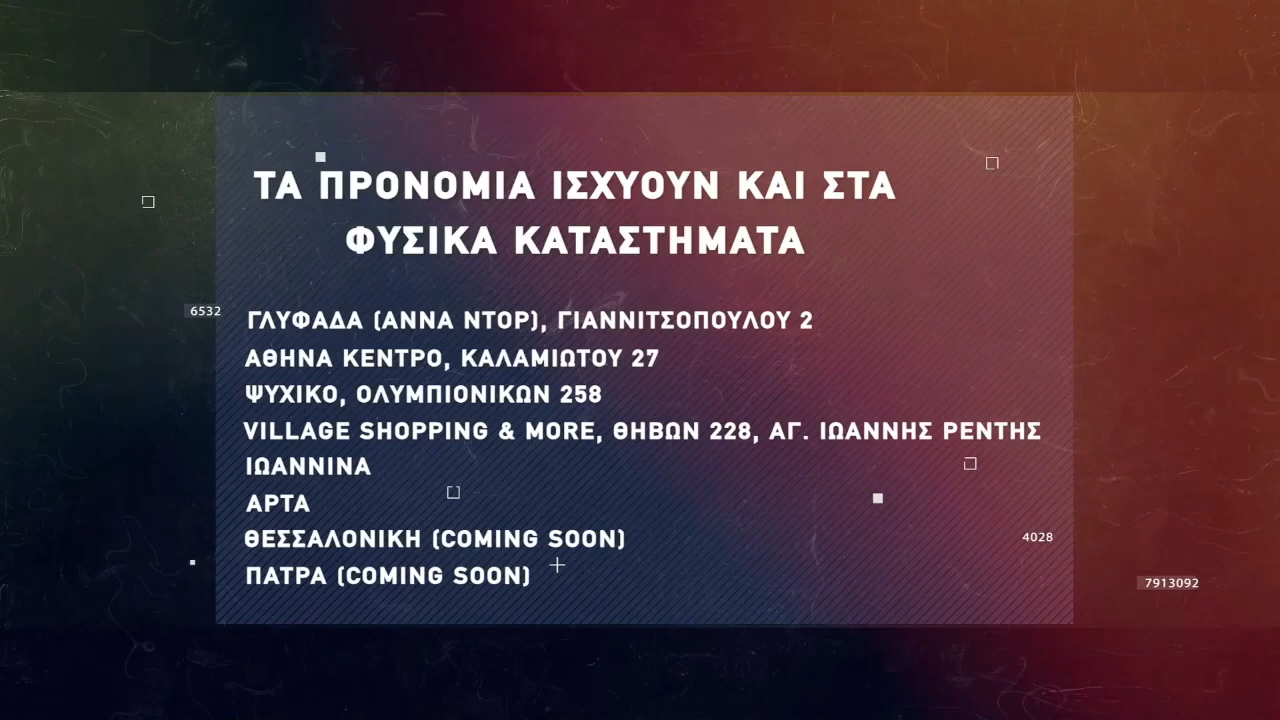 ΤΑ ΠΡΟΝΟΜΙΑ ΙΣΧΥΟΥΝ ΚΑΙ ΣΤΑ
ΦΥΣΙΚΑ ΚΑΤΑΣΤΗΜΑΤΑ
6532
ΓΛΥΦΑΔΑ (ΑΝΝΑ ΝΤΟΡ), ΓΙΑΝΝΙΤΣΟΠΟΥΛΟΥ 2
ΑΘΗΝΑ ΚΕΝΤΡΟ, ΚΑΛΑΜΙΩΤΟΥ 27
ΨΥΧΙΚΟ, ΟΛΥΜΠΙΟΝΙΚΩΝ 258
VILLAGE SHOPPING & MORE, ΘΗΒΩΝ 228, ΑΓ. ΙΩΑΝΝΗΣ ΡΕΝΤΗΣ
ΙΩΑΝΝΙΝΑ
ΑΡΤΑ
ΘΕΣΣΑΛΟΝΙΚΗ (COMING SOON)
4028
ΠΑΤΡΑ (COMING SOON)
7913092